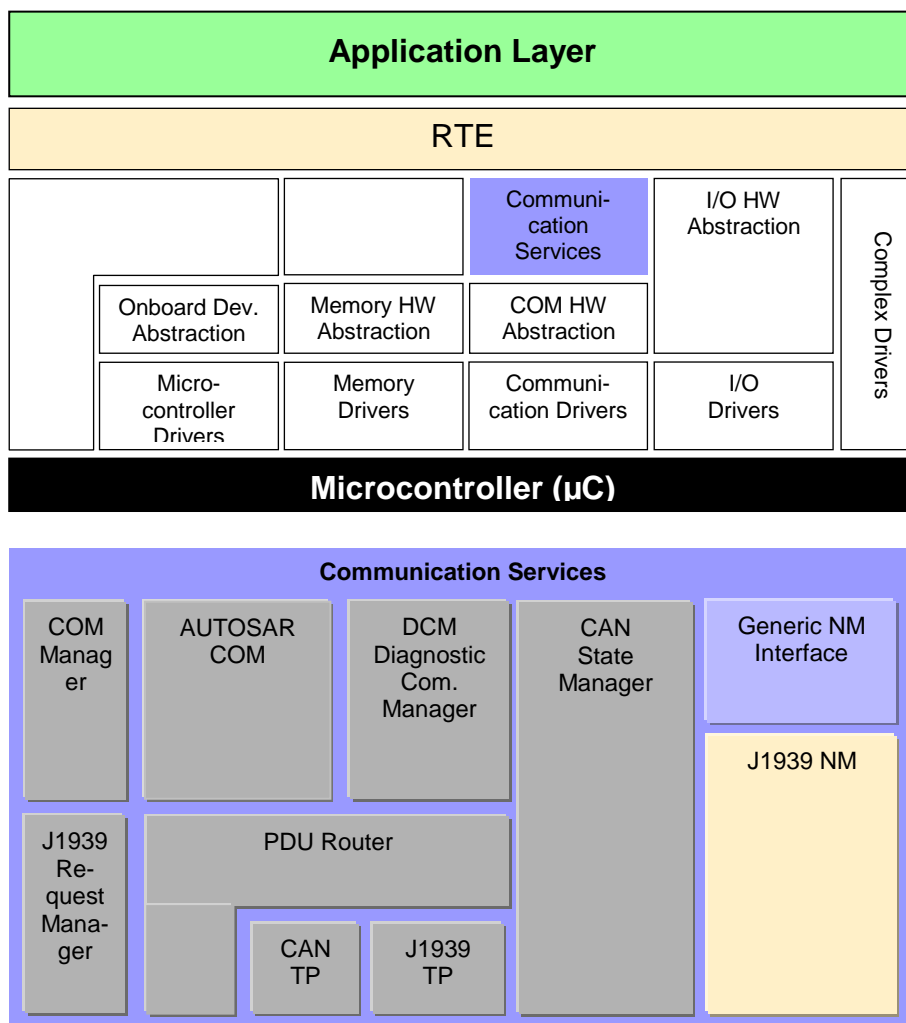 Application Layer
RTE
Communi-
cation
Services
I/O HW
Abstraction
Complex Drivers
Onboard Dev.
Abstraction
Memory HW
Abstraction
COM HW
Abstraction
Micro-
controller
Drivers
Memory
Drivers
Communi-
cation Drivers
I/O
Drivers
Microcontroller (µC)
Communication Services
COM
Manag
er
AUTOSAR
COM
DCM
Diagnostic
Com.
Manager
CAN
State
Manager
Generic NM
Interface
J1939 NM
J1939
Re-
quest
Mana-
ger
PDU Router
CAN
TP
J1939
TP